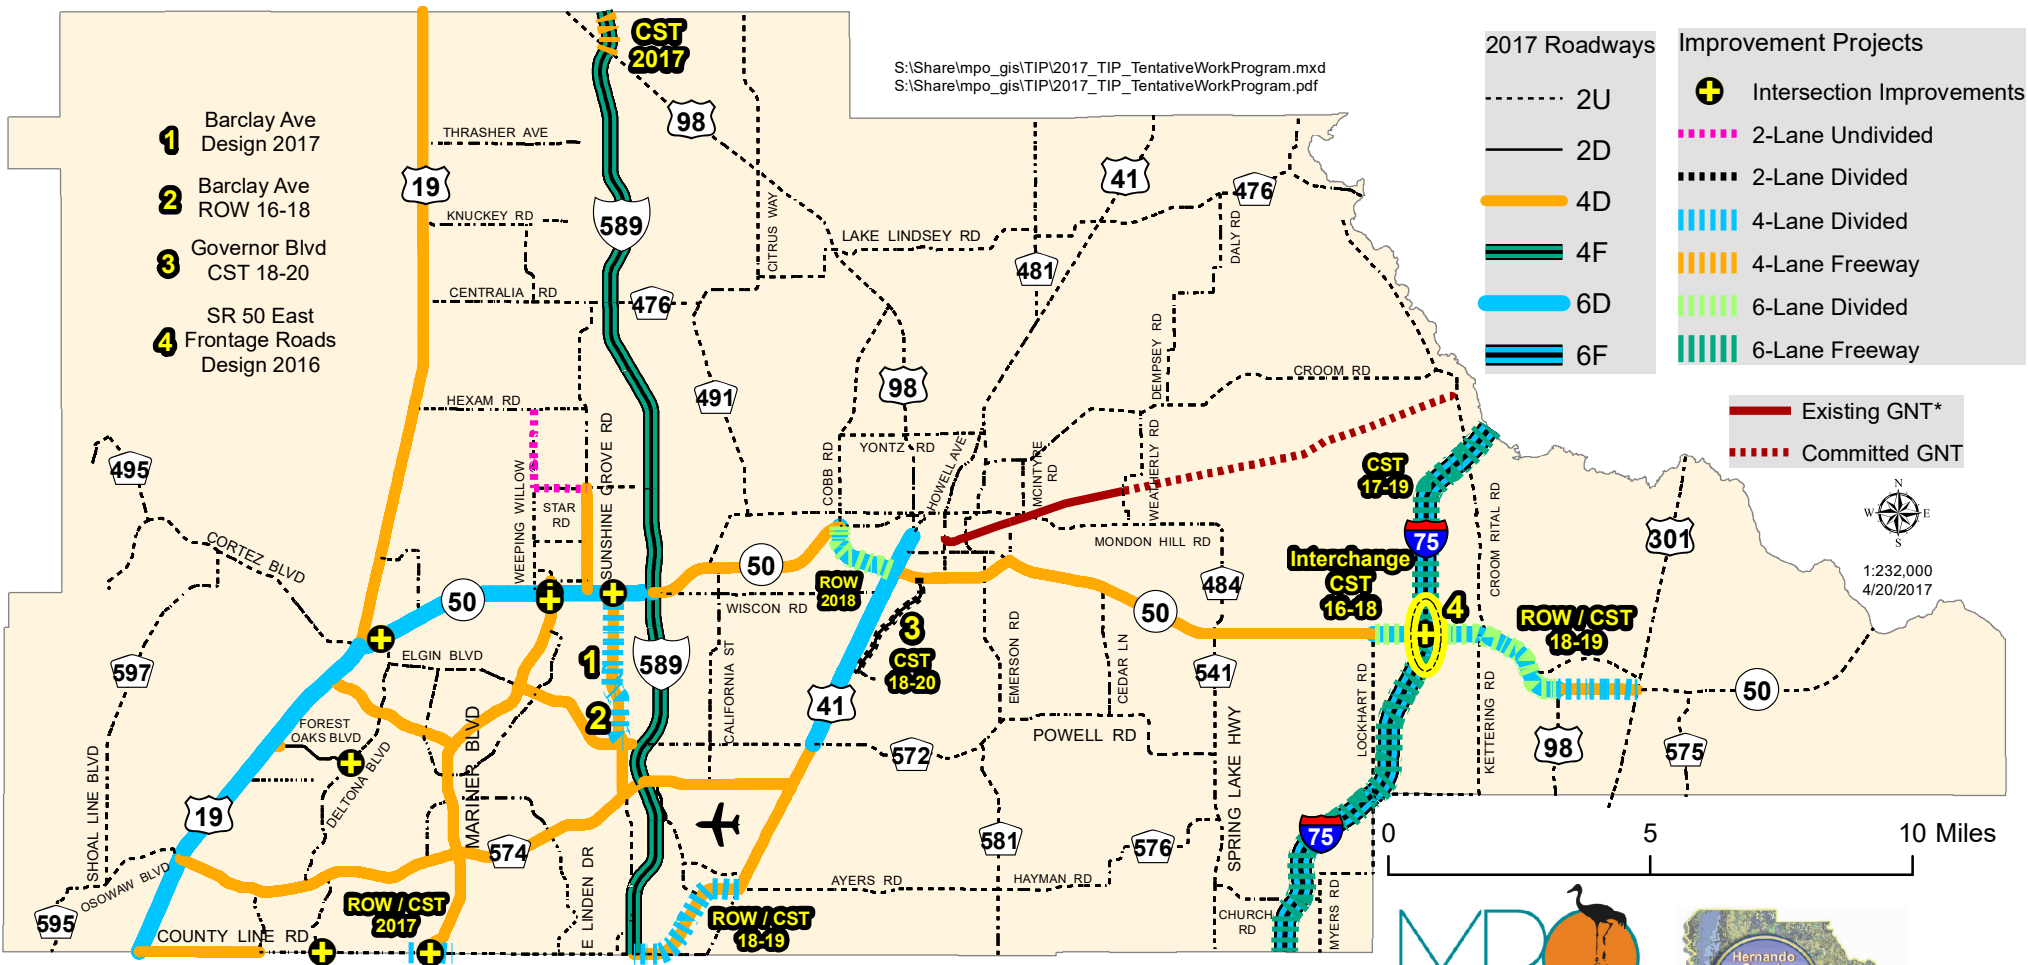 CST
2017
S:\Share\mpo_gis\TIP\2017_TIP_TentativeWorkProgram.mxd
S:\Share\mpo_gis\TIP\2017_TIP_TentativeWorkProgram.pdf
2017 Roadways
2U
2D
4D
4F
6D
6F
Improvement Projects
Intersection Improvements
2-Lane Undivided
2-Lane Divided
4-Lane Divided
4-Lane Freeway
6-Lane Divided
6-Lane Freeway
Existing GNT*
Committed GNT
N
W E
S
1:232,000
4/20/2017
1
Barclay Ave
Design 2017
2
Barclay Ave
ROW 16-18
3
Governor Blvd
CST 18-20
4
SR 50 East
Frontage Roads
Design 2016
THRASHER AVE
98
19
41
476
KNUCKEY RD
589
CITRUS WAY
LAKE LINDSEY RD
DALY RD
481
CENTRALIA RD
476
DEMPSEY RD
CROOM RD
491
98
HEXAM RD
SUNSHINE GROVE RD
WEEPING WILLOW
STAR
RD
495
CORTEZ BLVD
COBB RD
YONTZ RD
HOWELL AVE
MCINTYRE
RD
WEATHERLY RD
CST
17-19
75
CROOM RITAL RD
301
MONDON HILL RD
50
50
WISCON RD
ROW
2018
484
Interchange
CST
16-18
4
ROW / CST
18-19
50
597
ELGIN BLVD
1
589
2
CALIFORNIA ST
3
CST
18-20
41
EMERSON RD
CEDAR LN
541
LOCKHART RD
KETTERING RD
50
98
575
FOREST
OAKS BLVD
DELTONA BLVD
MARINER BLVD
SHOAL LINE BLVD
572
POWELL RD
SPRING LAKE HWY
19
574
581
576
75
0 5 10 Miles
OSOWAW BLVD
595
COUNTY LINE RD
ROW / CST
2017
E LINDEN DR
ROW / CST
18-19
AYERS RD
HAYMAN RD
CHURCH
RD
MYERS RD
MPO
Hernando